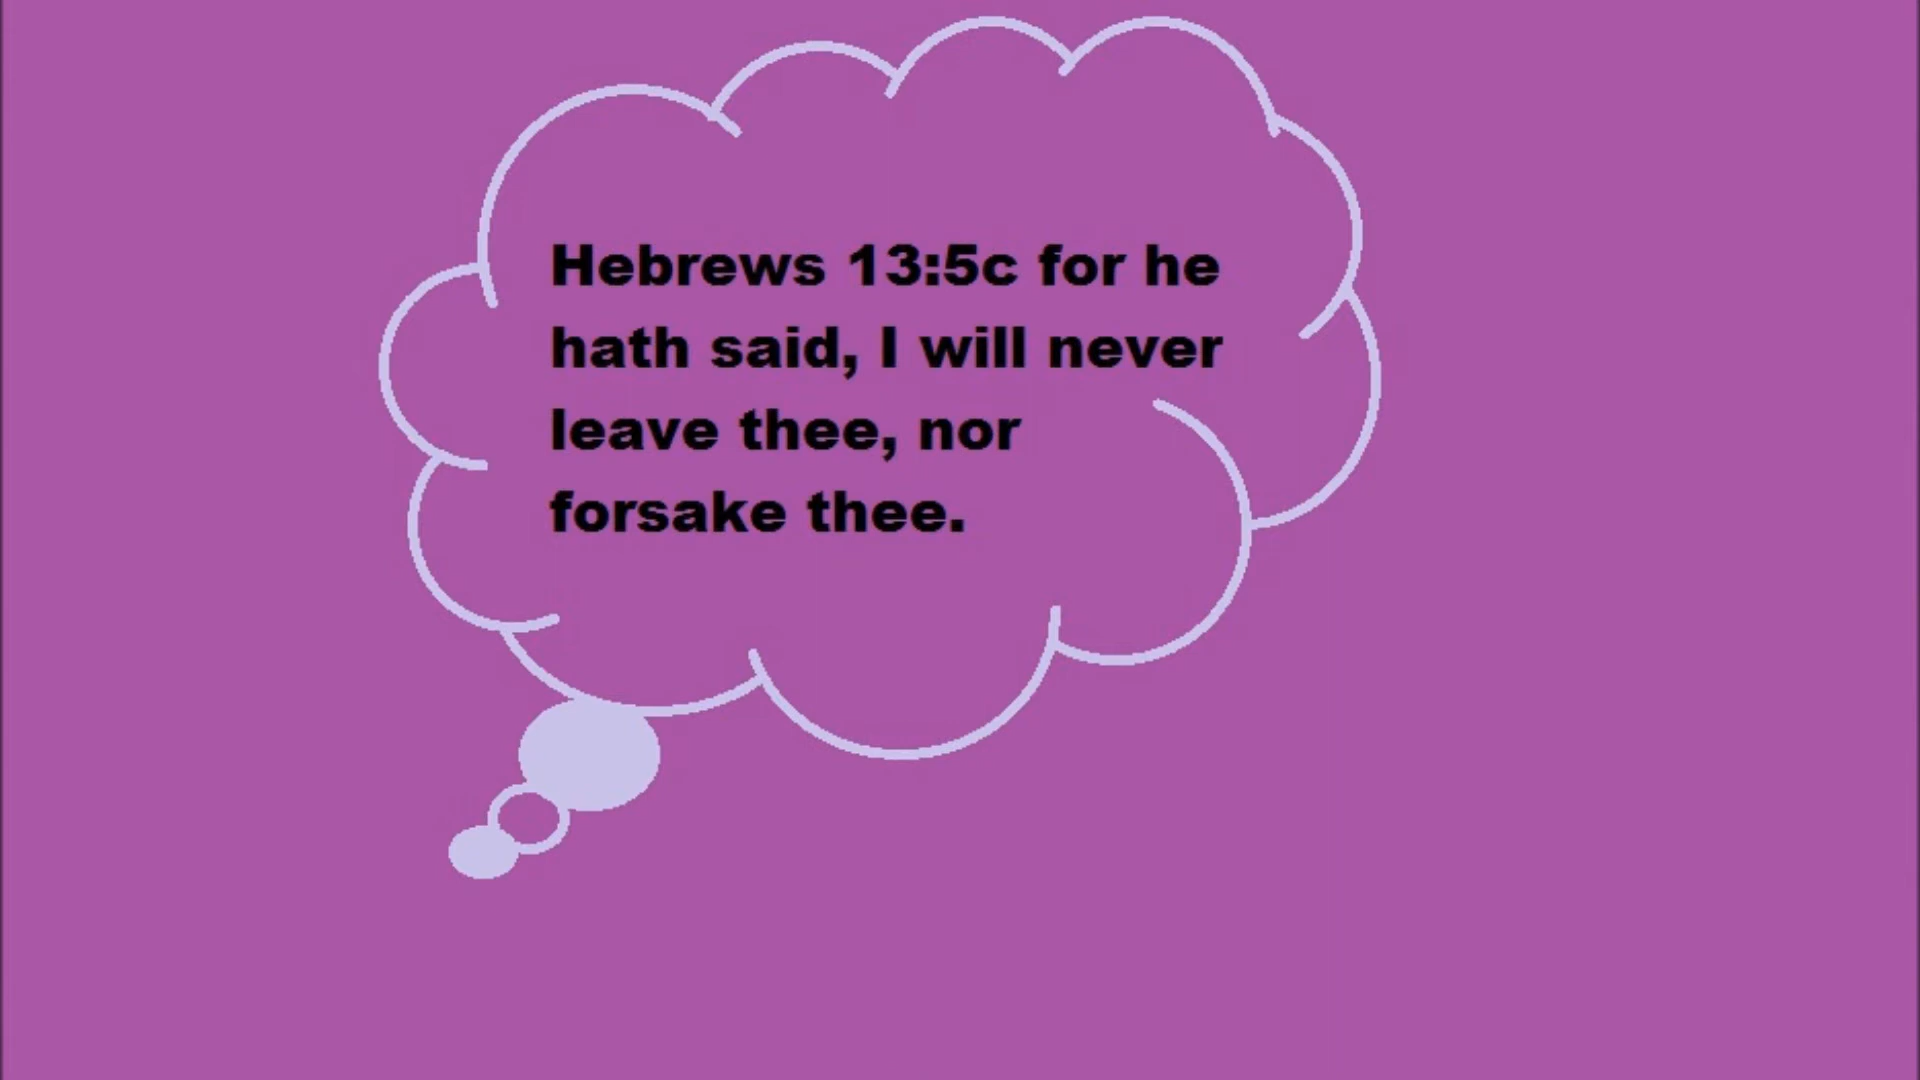 Hebrews 13:5c for he
hath said, I will never
leave thee, nor
forsake thee.